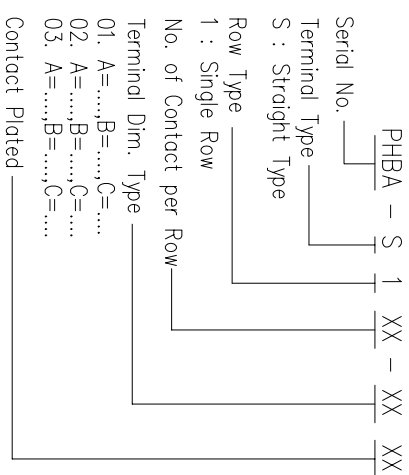 PHBA - S 1 XX - XX XX
Serial No.
Terminal Type
S : Straight Type
Row Type
1 : Single Row
No. of Contact per Row
Terminal Dim. Type
01. A=....,B=....,C=....
02. A=....,B=....,C=....
03. A=....,B=....,C=....
Contact Plated